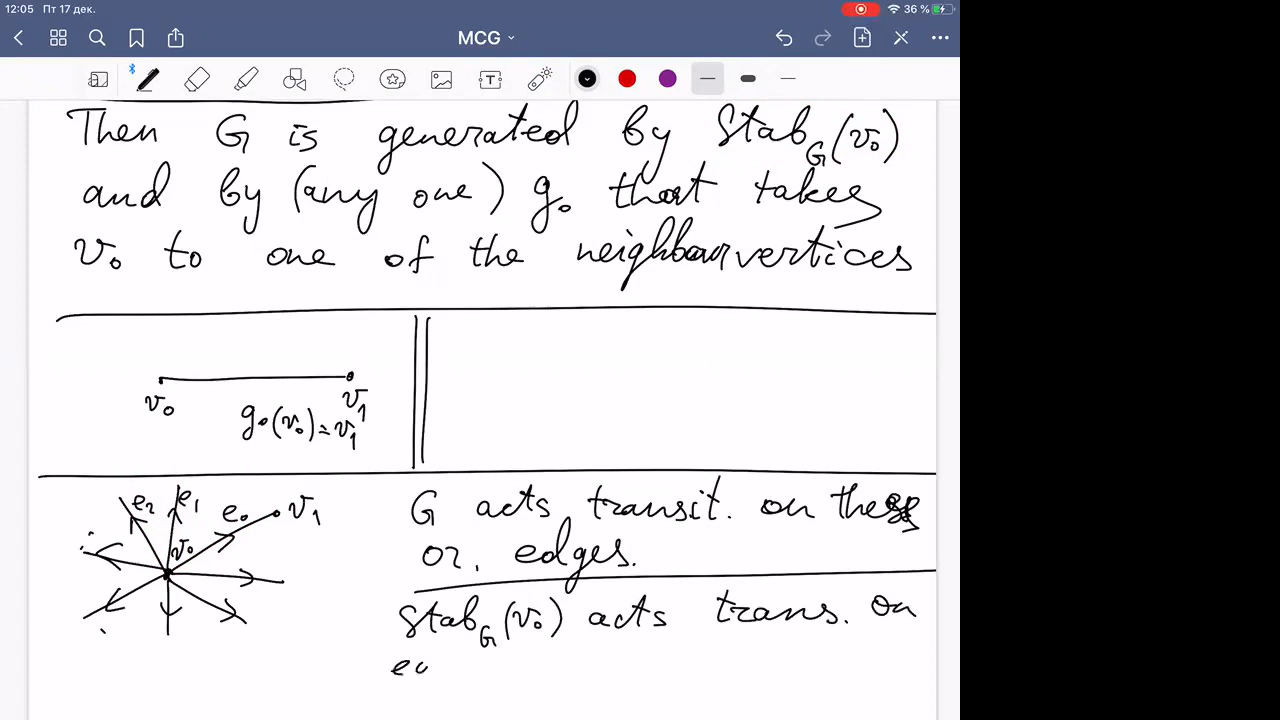 12:05 Пт 17 дек.
36 %
MCG
Then G is generated by Stab_G(v₀)
and by (any one) g₀ that takes
v₀ to one of the neighbour vertices
v₀ v₁
g₀(v₀) = v₁
e₂ e₁ e₀ v₁
v₀
G acts transit. on these
or. edges.
Stab_G(v₀) acts trans. on